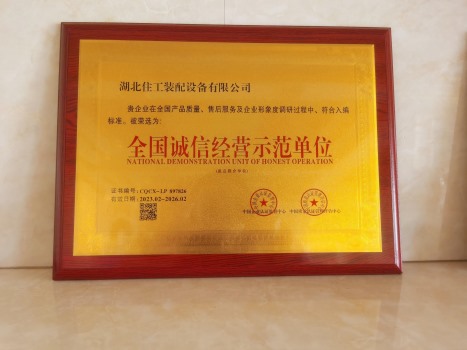 湖北住工装配设备有限公司
贵企业在全国产品质量、售后服务及企业形象度调研过程中、符合入编
标准。被荣选为:
全国诚信经营示范单位
NATIONAL DEMONSTRATION UNIT OF HONEST OPERATION
证书编号:CQCX-LP 097826
有效日期:2023.02-2026.02